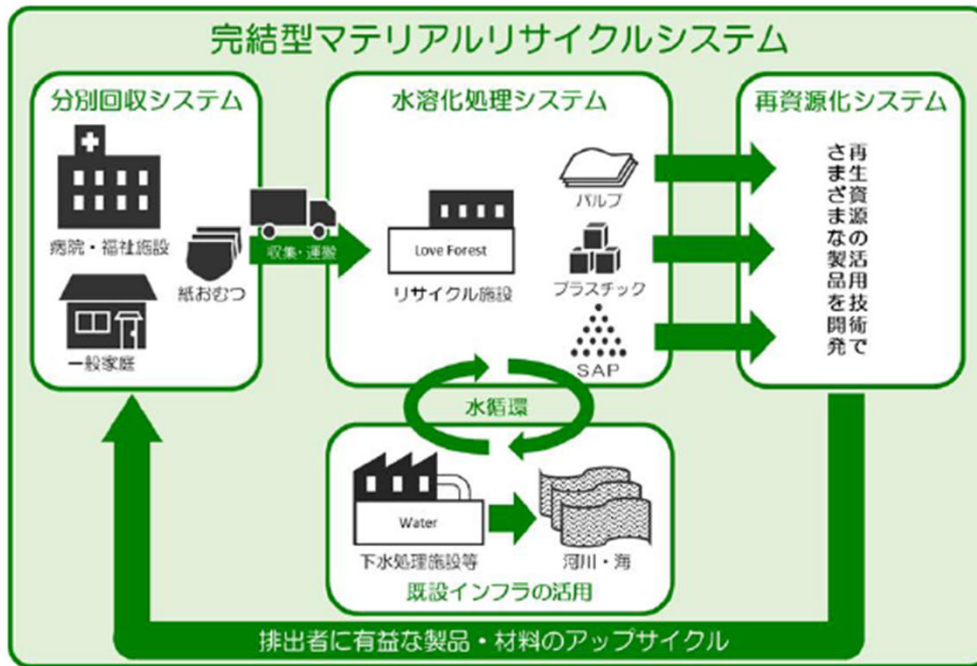 完結型マテリアルリサイクルシステム
分別回収システム
病院・福祉施設
紙おむつ
一般家庭
収集・運搬
水溶化処理システム
Love Forest
リサイクル施設
パルプ
プラスチック
SAP
再資源化システム
再生資源の活用技術で
さまざまな製品を開発
水循環
Water
下水処理施設等
河川・海
既設インフラの活用
排出者に有益な製品・材料のアップサイクル